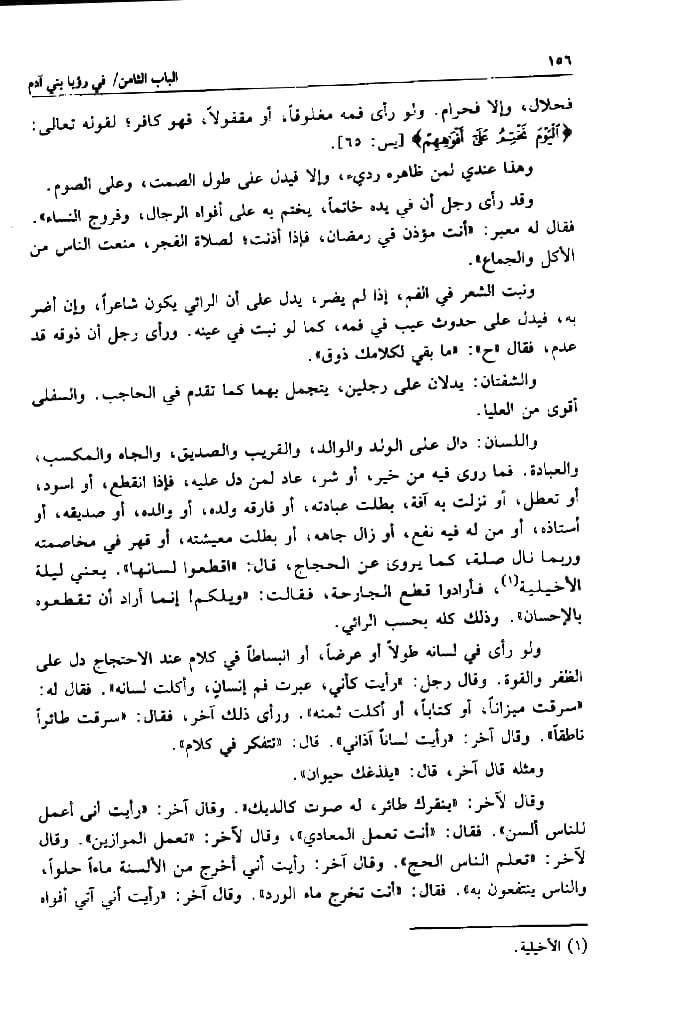 ١٥٦
الباب الثامن/ في رؤيا بني آدم
فحلال، وإلا فحرام. ولو رأى فمه مغلوقاً، أو مقفولاً، فهو كافر؛ لقوله تعالى:
﴿اَلْيَوْمَ نَخْتِمُ عَلَى أَفْوَاهِهِمْ﴾ [يس: ٦٥].
وهذا عندي لمن ظاهره رديء، وإلا فيدل على طول الصمت، وعلى الصوم.
وقد رأى رجل أن في يده خاتماً، يختم به على أفواه الرجال، وفروج النساء».
فقال له معبر: «أنت مؤذن في رمضان، فإذا أذنت؛ لصلاة الفجر، منعت الناس من
الأكل والجماع».
ونبت الشعر في الفم، إذا لم يضر، يدل على أن الرائي يكون شاعراً، وإن أضر
به، فيدل على حدوث عيب في فمه، كما لو نبت في عينه. ورأى رجل أن ذوقه قد
عدم، فقال «ح»: «ما بقي لكلامك ذوق».
والشفتان: يدلان على رجلين، يتجمل بهما كما تقدم في الحاجب. والسفلى
أقوى من العليا.
واللسان: دال على الولد والوالد، والقريب والصديق، والجاه والمكسب،
والعبادة. فما روى فيه من خير، أو شر، عاد لمن دل عليه، فإذا انقطع، أو اسود،
أو تعطل، أو نزلت به آفة، بطلت عبادته، أو فارقه ولده، أو والده، أو صديقه، أو
أستاذه، أو من له فيه نفع، أو زال جاهه، أو بطلت معيشته، أو قهر في مخاصمته
وربما نال صلة، كما يروى عن الحجاج، قال: «اقطعوا لسانها». يعني ليلة
الأخيلية(١)، فأرادوا قطع الجارحة، فقالت: «ويلكم! إنما أراد أن تقطعوه
بالإحسان». وذلك كله بحسب الرائي.
ولو رأى في لسانه طولاً أو عرضاً، أو انبساطاً في كلام عند الاحتجاج دل على
الظفر والقوة. وقال رجل: «رأيت كأني، عبرت فم إنسانٍ، وأكلت لسانه». فقال له:
«سرقت ميزاناً، أو كتاباً، أو أكلت ثمنه». ورأى ذلك آخر، فقال: «سرقت طائراً
ناطقاً». وقال آخر: «رأيت لساناً آذاني». قال: «تتفكر في كلام».
ومثله قال آخر، قال: «يلذغك حيوان».
وقال لآخر: «ينقرك طائر، له صوت كالديك». وقال آخر: «رأيت أنى أعمل
للناس ألسن». فقال: «أنت تعمل المعادي»، وقال لآخر: «تعمل الموازين». وقال
لآخر: «تعلم الناس الحج». وقال آخر: رأيت أني أخرج من الألسنة ماءاً حلواً،
والناس ينتفعون به». فقال: «أنت تخرج ماء الورد». وقال آخر: «رأيت أني آتي أفواه
(١) الأخيلية.